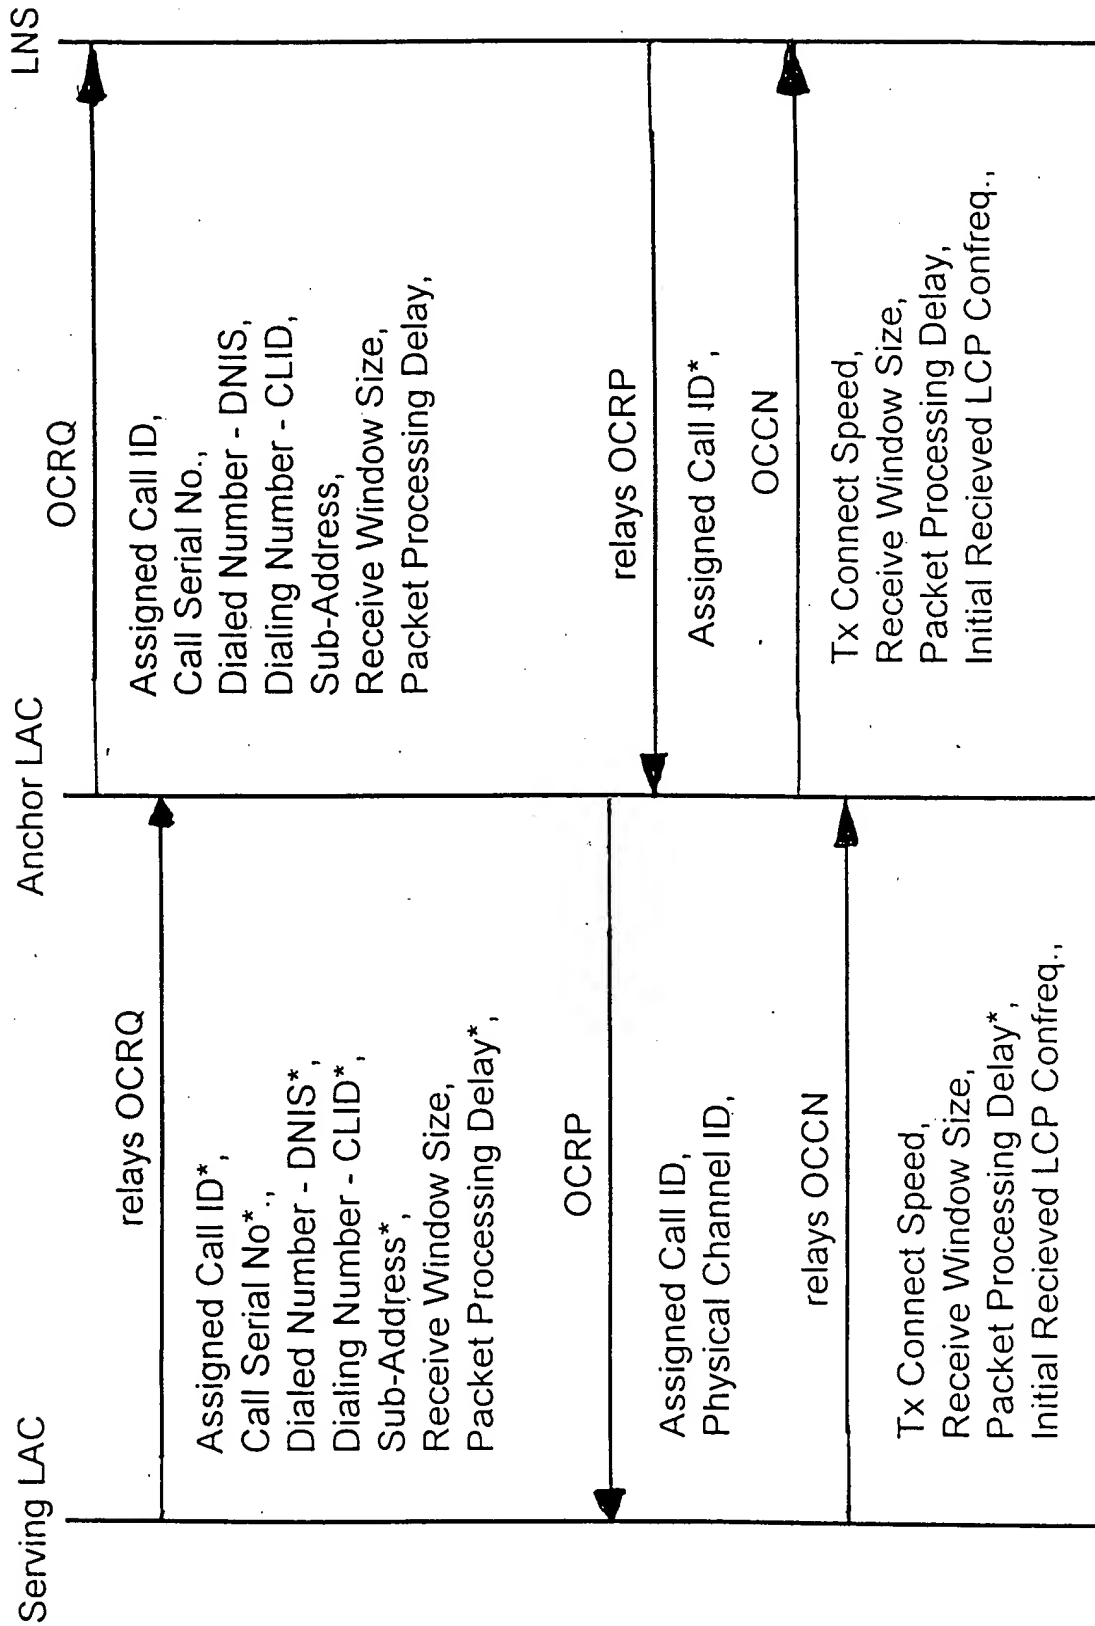 Serving LAC
Anchor LAC
LNS
OCRQ
Assigned Call ID,
Call Serial No.,
Dialed Number - DNIS,
Dialing Number - CLID,
Sub-Address,
Receive Window Size,
Packet Processing Delay,
relays OCRQ
Assigned Call ID*,
Call Serial No*.,
Dialed Number - DNIS*,
Dialing Number - CLID*,
Sub-Address*,
Receive Window Size,
Packet Processing Delay*,
relays OCRP
Assigned Call ID*,
OCRP
Assigned Call ID,
Physical Channel ID,
OCCN
Tx Connect Speed,
Receive Window Size,
Packet Processing Delay,
Initial Recieved LCP Confreq.,
relays OCCN
Tx Connect Speed,
Receive Window Size,
Packet Processing Delay*,
Initial Recieved LCP Confreq.,